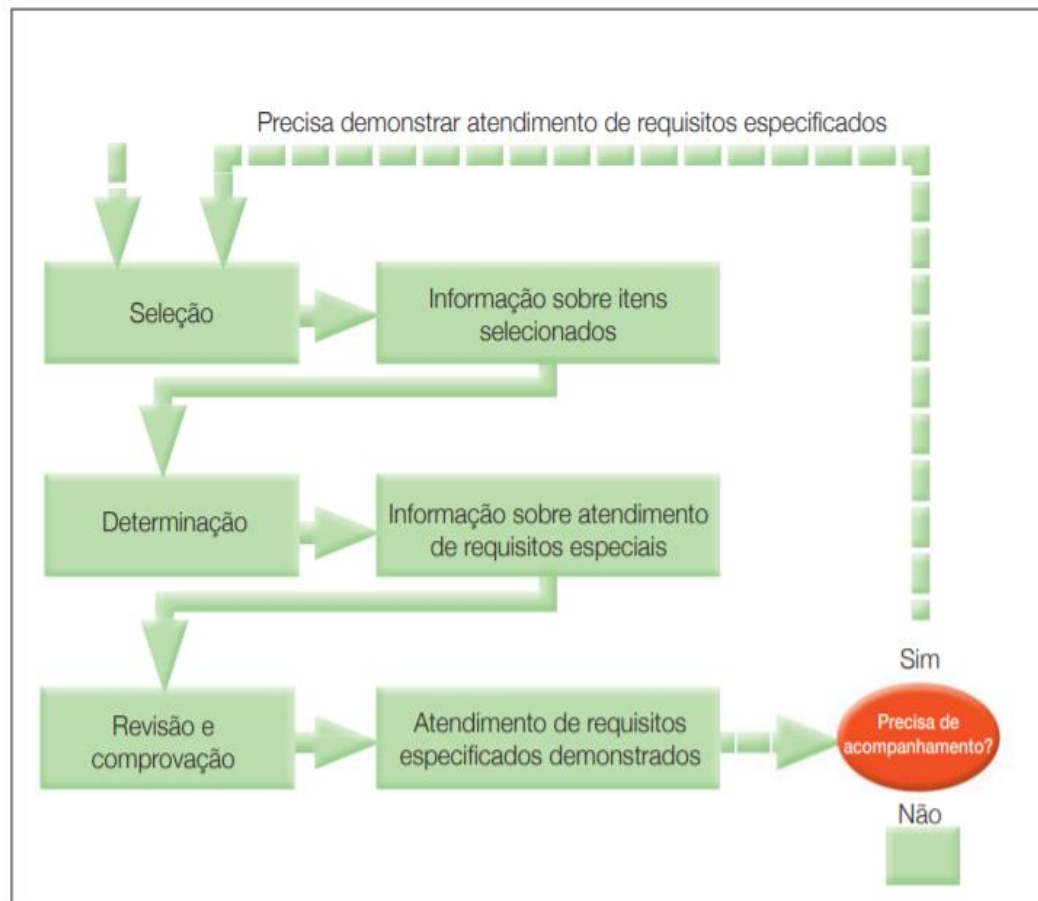 Precisa demonstrar atendimento de requisitos especificados
Seleção
Informação sobre itens
selecionados
Determinação
Informação sobre atendimento
de requisitos especiais
Revisão e
comprovação
Atendimento de requisitos
especificados demonstrados
Sim
Precisa de
acompanhamento?
Não